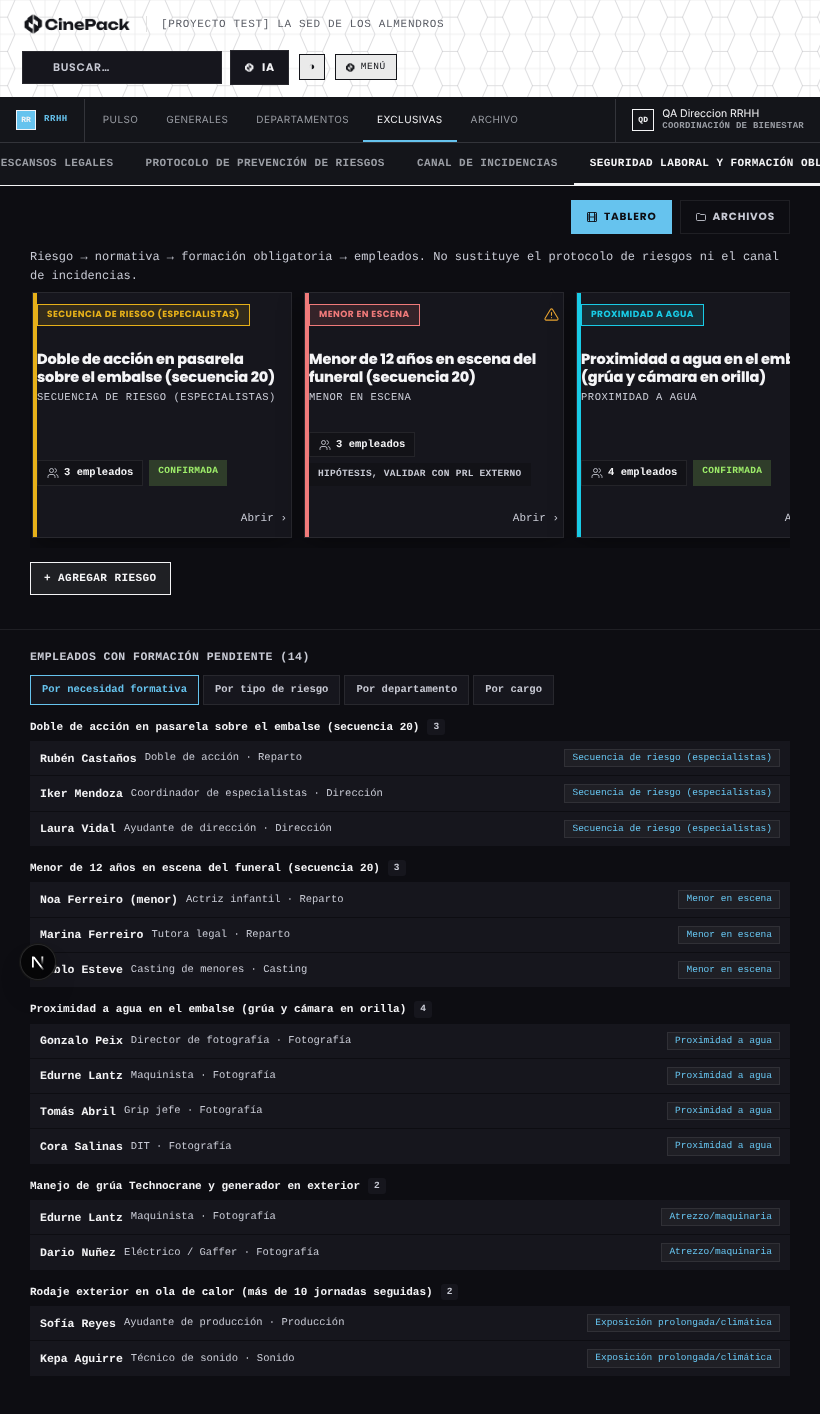 CinePack
[PROYECTO TEST] LA SED DE LOS ALMENDROS
BUSCAR…
IA
MENÚ
RR
RRHH
PULSO
GENERALES
DEPARTAMENTOS
EXCLUSIVAS
ARCHIVO
QD
QA Direccion RRHH
COORDINACIÓN DE BIENESTAR
ESCANSOS LEGALES
PROTOCOLO DE PREVENCIÓN DE RIESGOS
CANAL DE INCIDENCIAS
SEGURIDAD LABORAL Y FORMACIÓN OBL
TABLERO
ARCHIVOS
Riesgo → normativa → formación obligatoria → empleados. No sustituye el protocolo de riesgos ni el canal
de incidencias.
SECUENCIA DE RIESGO (ESPECIALISTAS)
Doble de acción en pasarela
sobre el embalse (secuencia 20)
SECUENCIA DE RIESGO (ESPECIALISTAS)
3 empleados
CONFIRMADA
Abrir ›
MENOR EN ESCENA
Menor de 12 años en escena del
funeral (secuencia 20)
MENOR EN ESCENA
3 empleados
HIPÓTESIS, VALIDAR CON PRL EXTERNO
Abrir ›
PROXIMIDAD A AGUA
Proximidad a agua en el emb
(grúa y cámara en orilla)
PROXIMIDAD A AGUA
4 empleados
CONFIRMADA
A
+ AGREGAR RIESGO
EMPLEADOS CON FORMACIÓN PENDIENTE (14)
Por necesidad formativa
Por tipo de riesgo
Por departamento
Por cargo
Doble de acción en pasarela sobre el embalse (secuencia 20) 3
Rubén Castaños Doble de acción · Reparto Secuencia de riesgo (especialistas)
Iker Mendoza Coordinador de especialistas · Dirección Secuencia de riesgo (especialistas)
Laura Vidal Ayudante de dirección · Dirección Secuencia de riesgo (especialistas)
Menor de 12 años en escena del funeral (secuencia 20) 3
Noa Ferreiro (menor) Actriz infantil · Reparto Menor en escena
Marina Ferreiro Tutora legal · Reparto Menor en escena
N
blo Esteve Casting de menores · Casting Menor en escena
Proximidad a agua en el embalse (grúa y cámara en orilla) 4
Gonzalo Peix Director de fotografía · Fotografía Proximidad a agua
Edurne Lantz Maquinista · Fotografía Proximidad a agua
Tomás Abril Grip jefe · Fotografía Proximidad a agua
Cora Salinas DIT · Fotografía Proximidad a agua
Manejo de grúa Technocrane y generador en exterior 2
Edurne Lantz Maquinista · Fotografía Atrezzo/maquinaria
Dario Nuñez Eléctrico / Gaffer · Fotografía Atrezzo/maquinaria
Rodaje exterior en ola de calor (más de 10 jornadas seguidas) 2
Sofía Reyes Ayudante de producción · Producción Exposición prolongada/climática
Kepa Aguirre Técnico de sonido · Sonido Exposición prolongada/climática